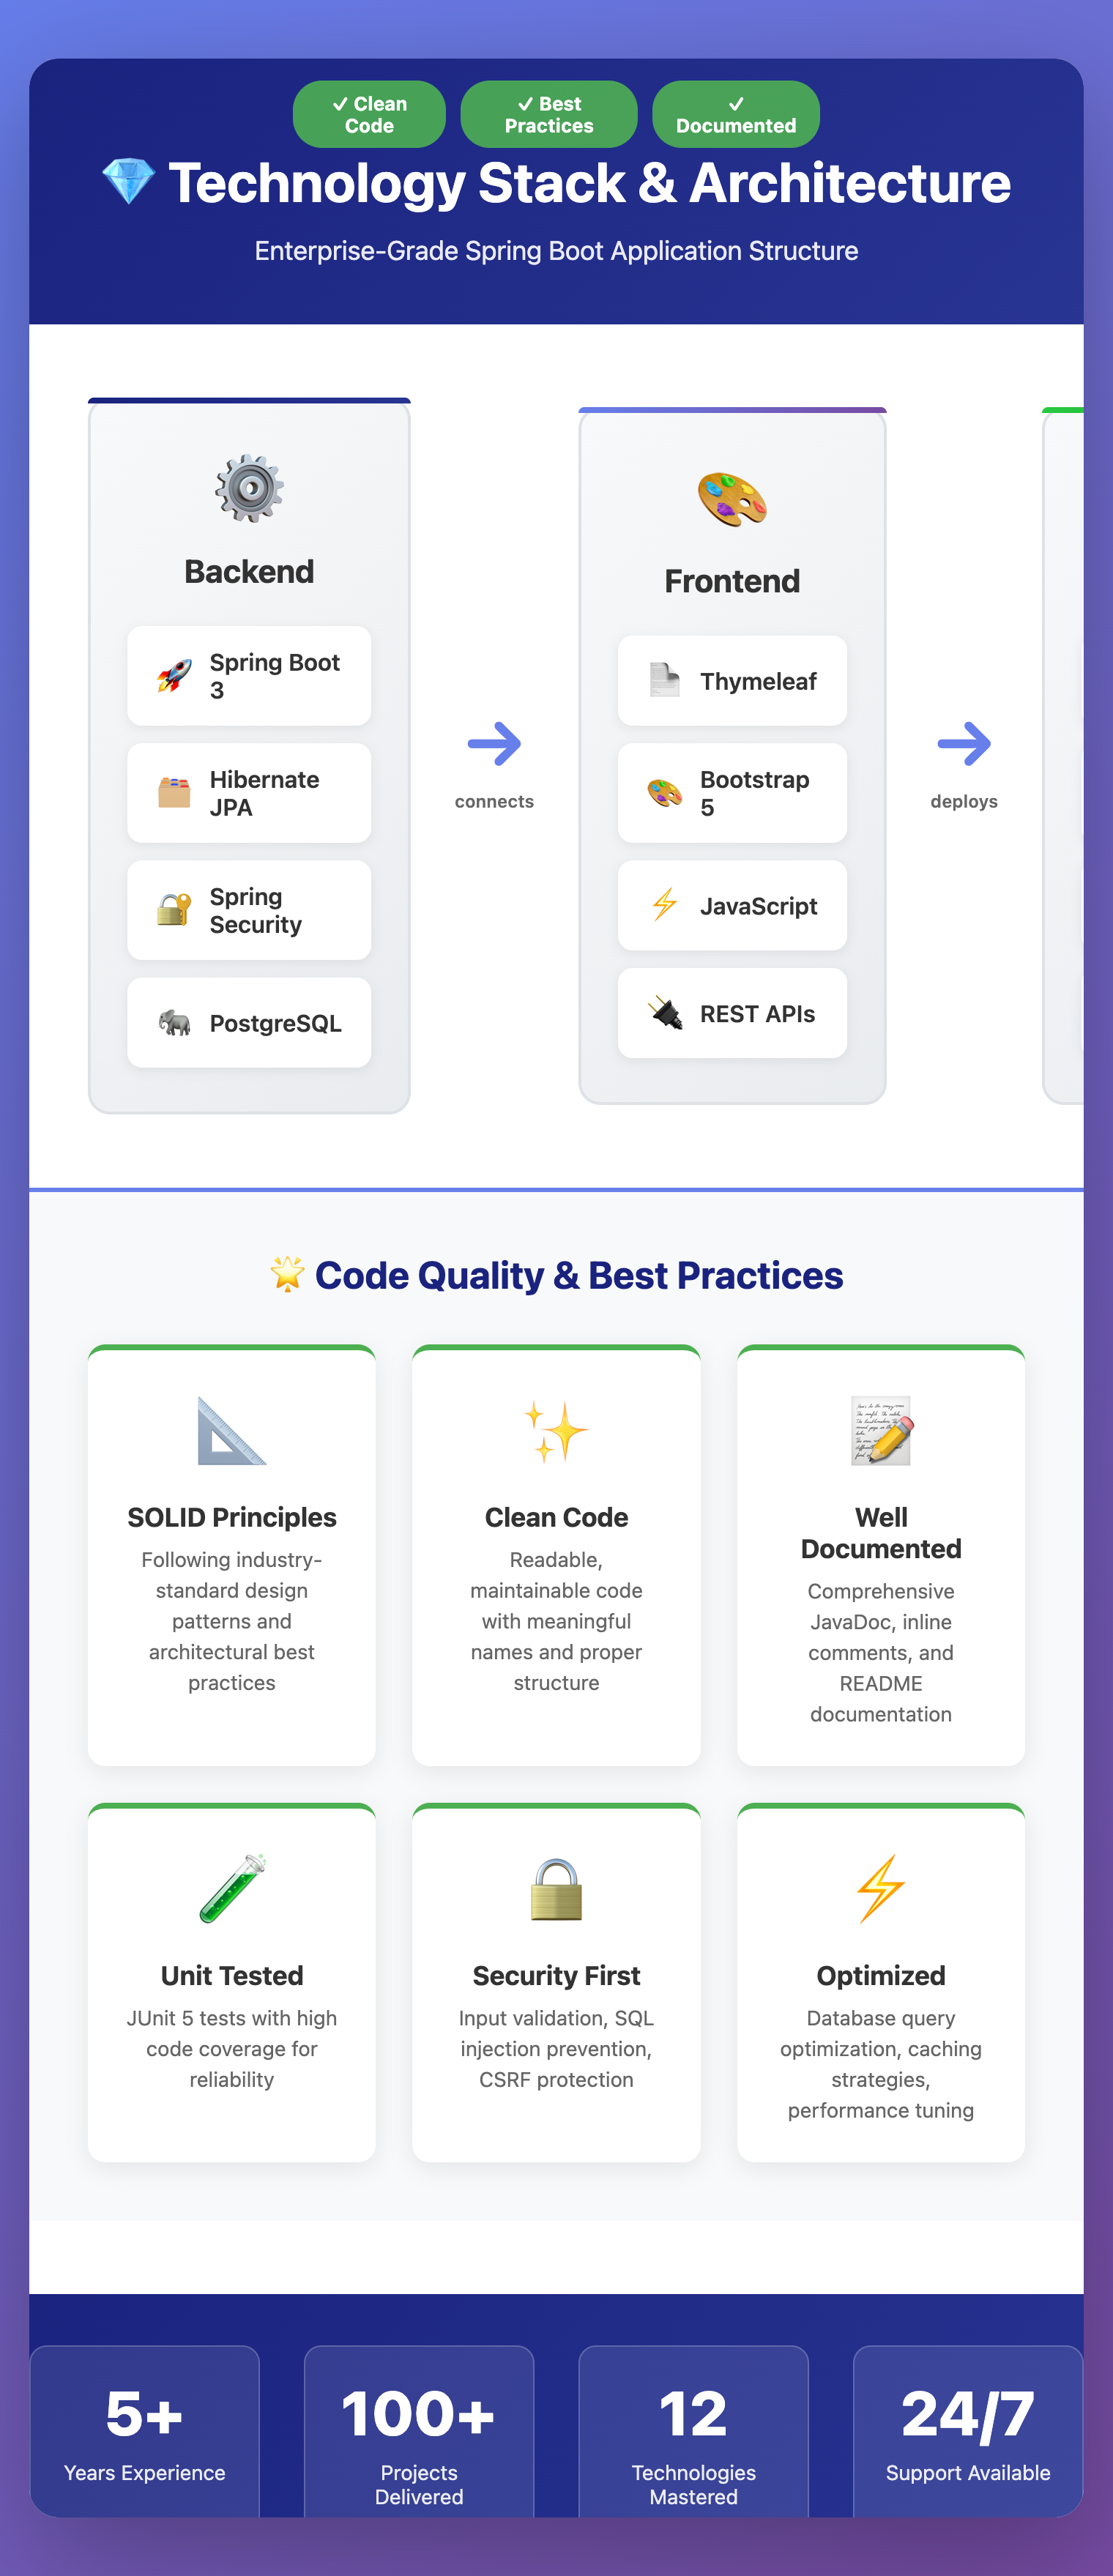 ✓ Clean
Code
✓ Best
Practices
✓
Documented
💎 Technology Stack & Architecture
Enterprise-Grade Spring Boot Application Structure
Backend
Spring Boot
3
Hibernate
JPA
Spring
Security
PostgreSQL
connects
Frontend
Thymeleaf
Bootstrap
5
JavaScript
REST APIs
deploys
🌟 Code Quality & Best Practices
SOLID Principles
Following industry-
standard design
patterns and
architectural best
practices
Clean Code
Readable,
maintainable code
with meaningful
names and proper
structure
Well
Documented
Comprehensive
JavaDoc, inline
comments, and
README
documentation
Unit Tested
JUnit 5 tests with high
code coverage for
reliability
Security First
Input validation, SQL
injection prevention,
CSRF protection
Optimized
Database query
optimization, caching
strategies,
performance tuning
5+
Years Experience
100+
Projects
Delivered
12
Technologies
Mastered
24/7
Support Available